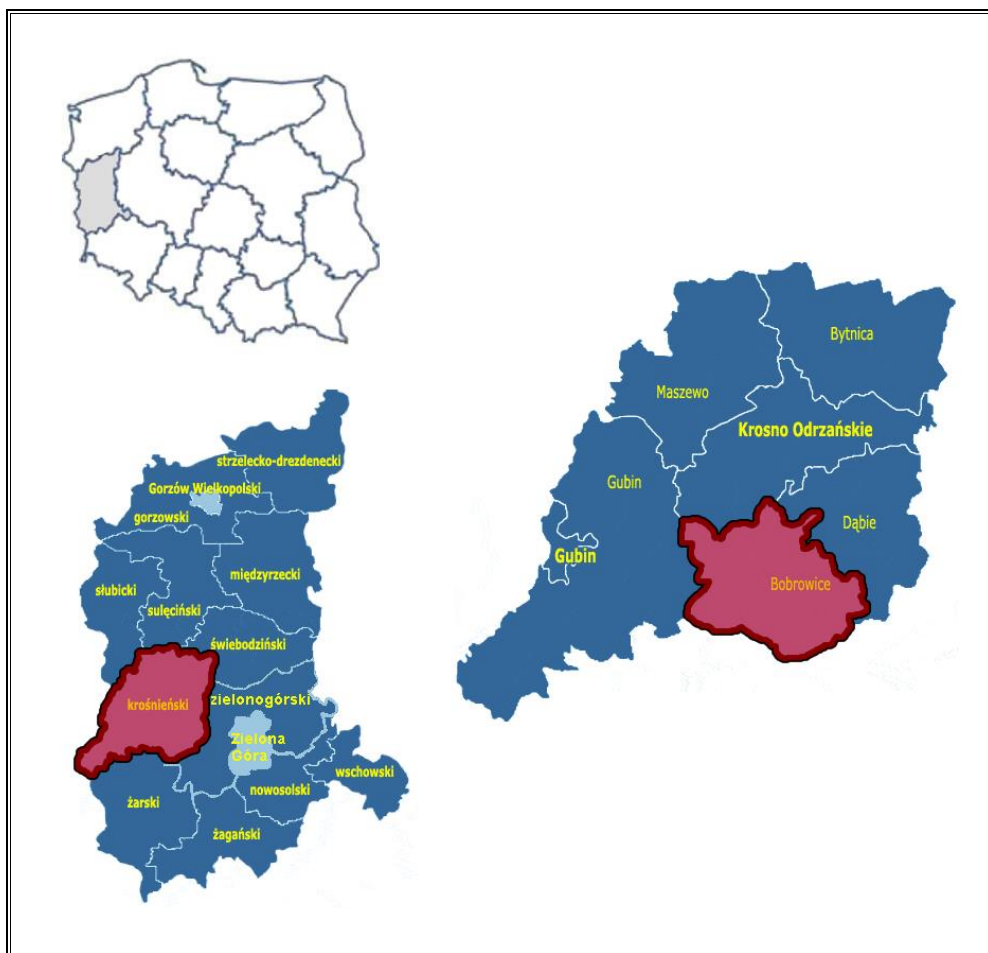 strzelecko-drezdenecki
Gorzów Wielkopolski
gorzowski
międzyrzecki
słubicki
sulęciński
świebodziński
krośnieński
zielonogórski
Zielona
Góra
wschowski
nowosolski
żarski
żagański
Bytnica
Maszewo
Krosno Odrzańskie
Gubin
Dąbie
Gubin
Bobrowice